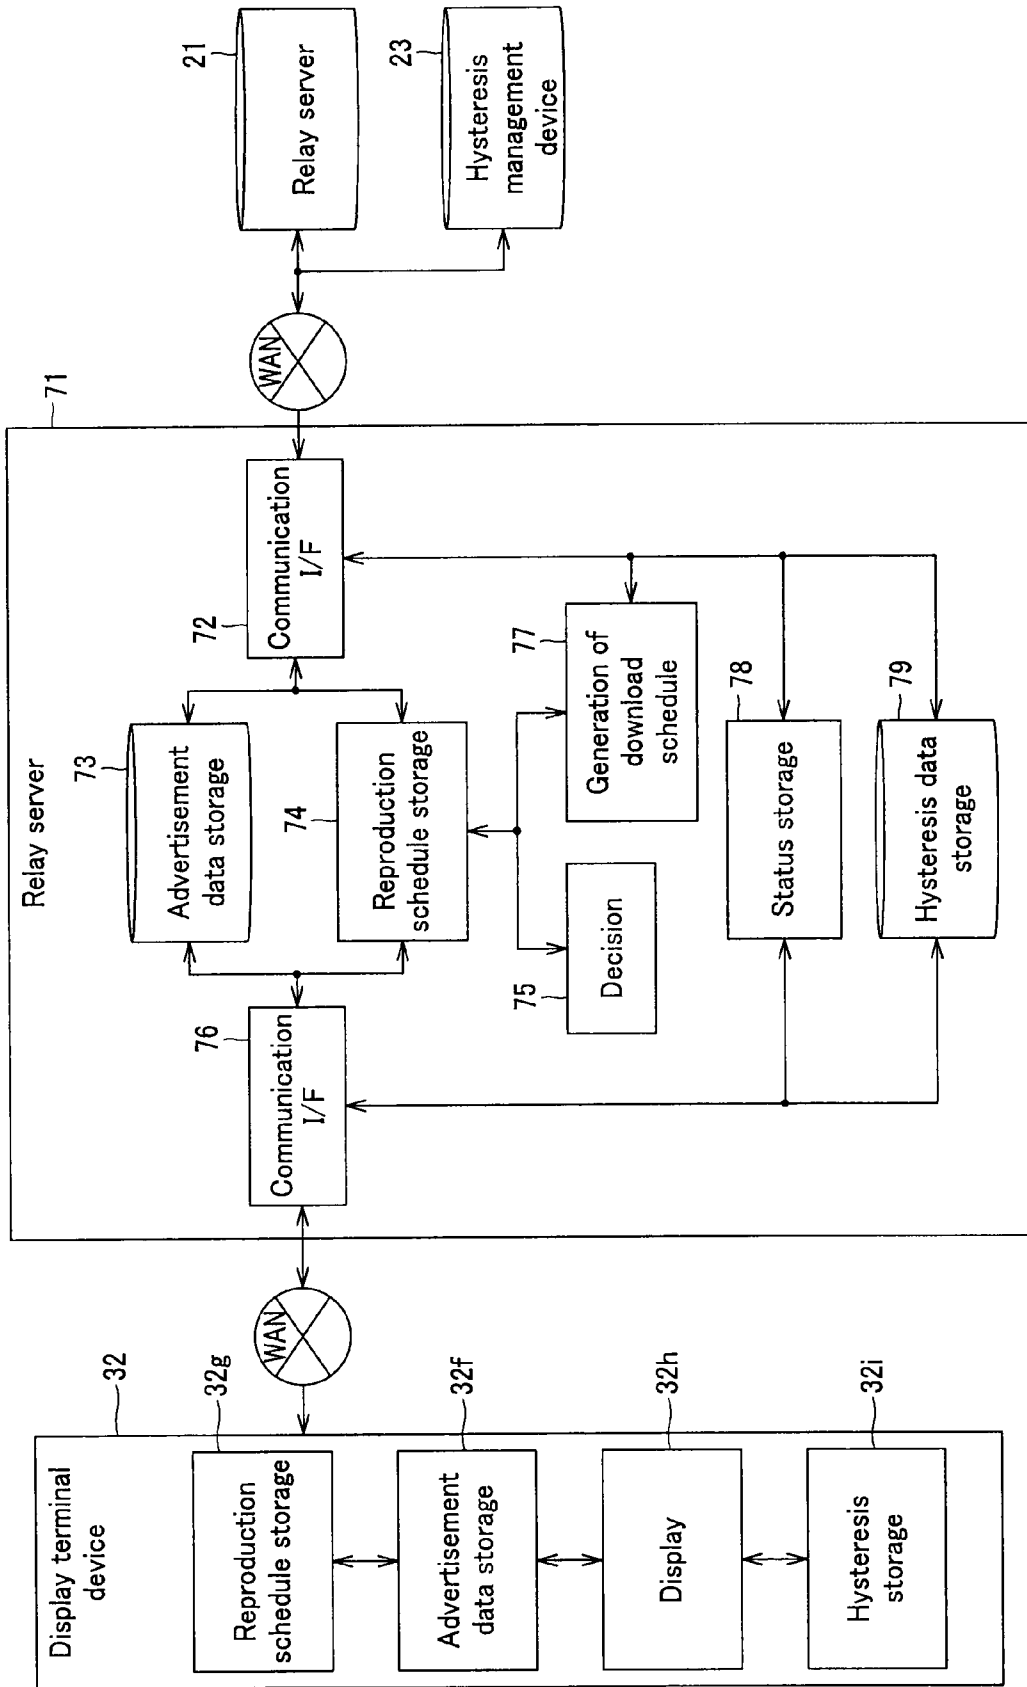 Display terminal
device
32
Reproduction
schedule storage
32g
Advertisement
data storage
32f
Display
32h
Hysteresis
storage
32i
WAN
Relay server
71
Communication
I/F
76
Advertisement
data storage
73
Reproduction
schedule storage
74
Decision
75
Communication
I/F
72
Generation of
download
schedule
77
Status storage
78
Hysteresis data
storage
79
WAN
Relay server
21
Hysteresis
management
device
23